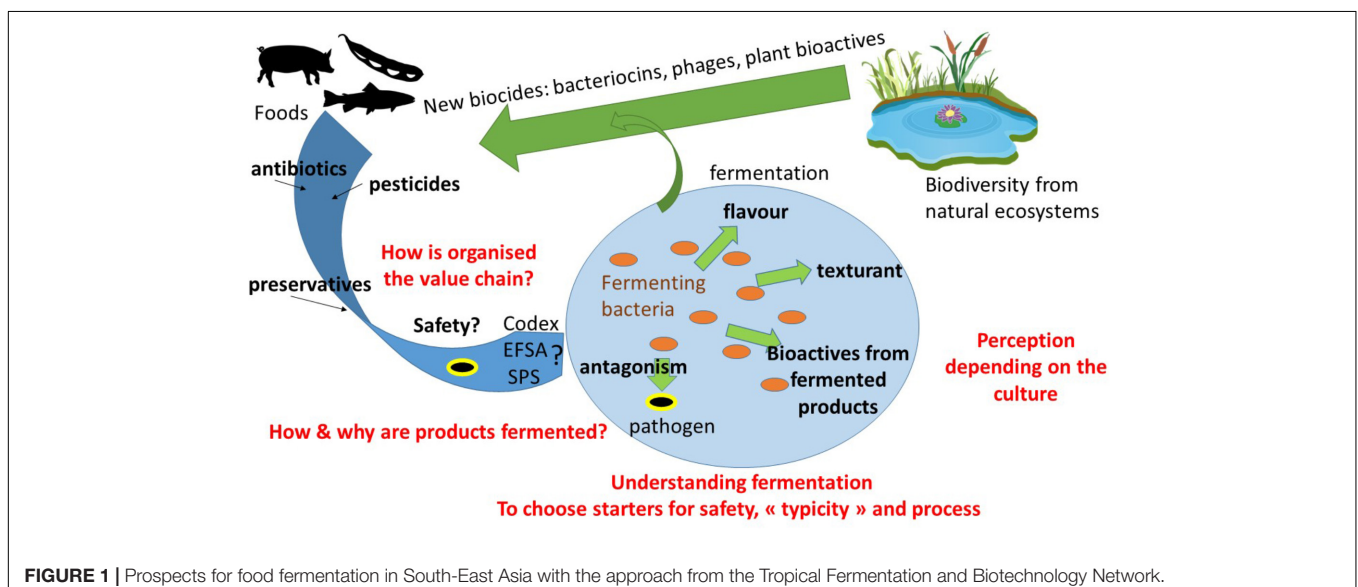 New biocides: bacteriocins, phages, plant bioactives
Foods
antibiotics
pesticides
preservatives
How is organised
the value chain?
Safety?
Codex
EFSA
SPS
?
How & why are products fermented?
fermentation
flavour
texturant
Fermenting
bacteria
Bioactives from
fermented
products
antagonism
pathogen
Biodiversity from
natural ecosystems
Perception
depending on the
culture
Understanding fermentation
To choose starters for safety, « typicity » and process
FIGURE 1 | Prospects for food fermentation in South-East Asia with the approach from the Tropical Fermentation and Biotechnology Network.